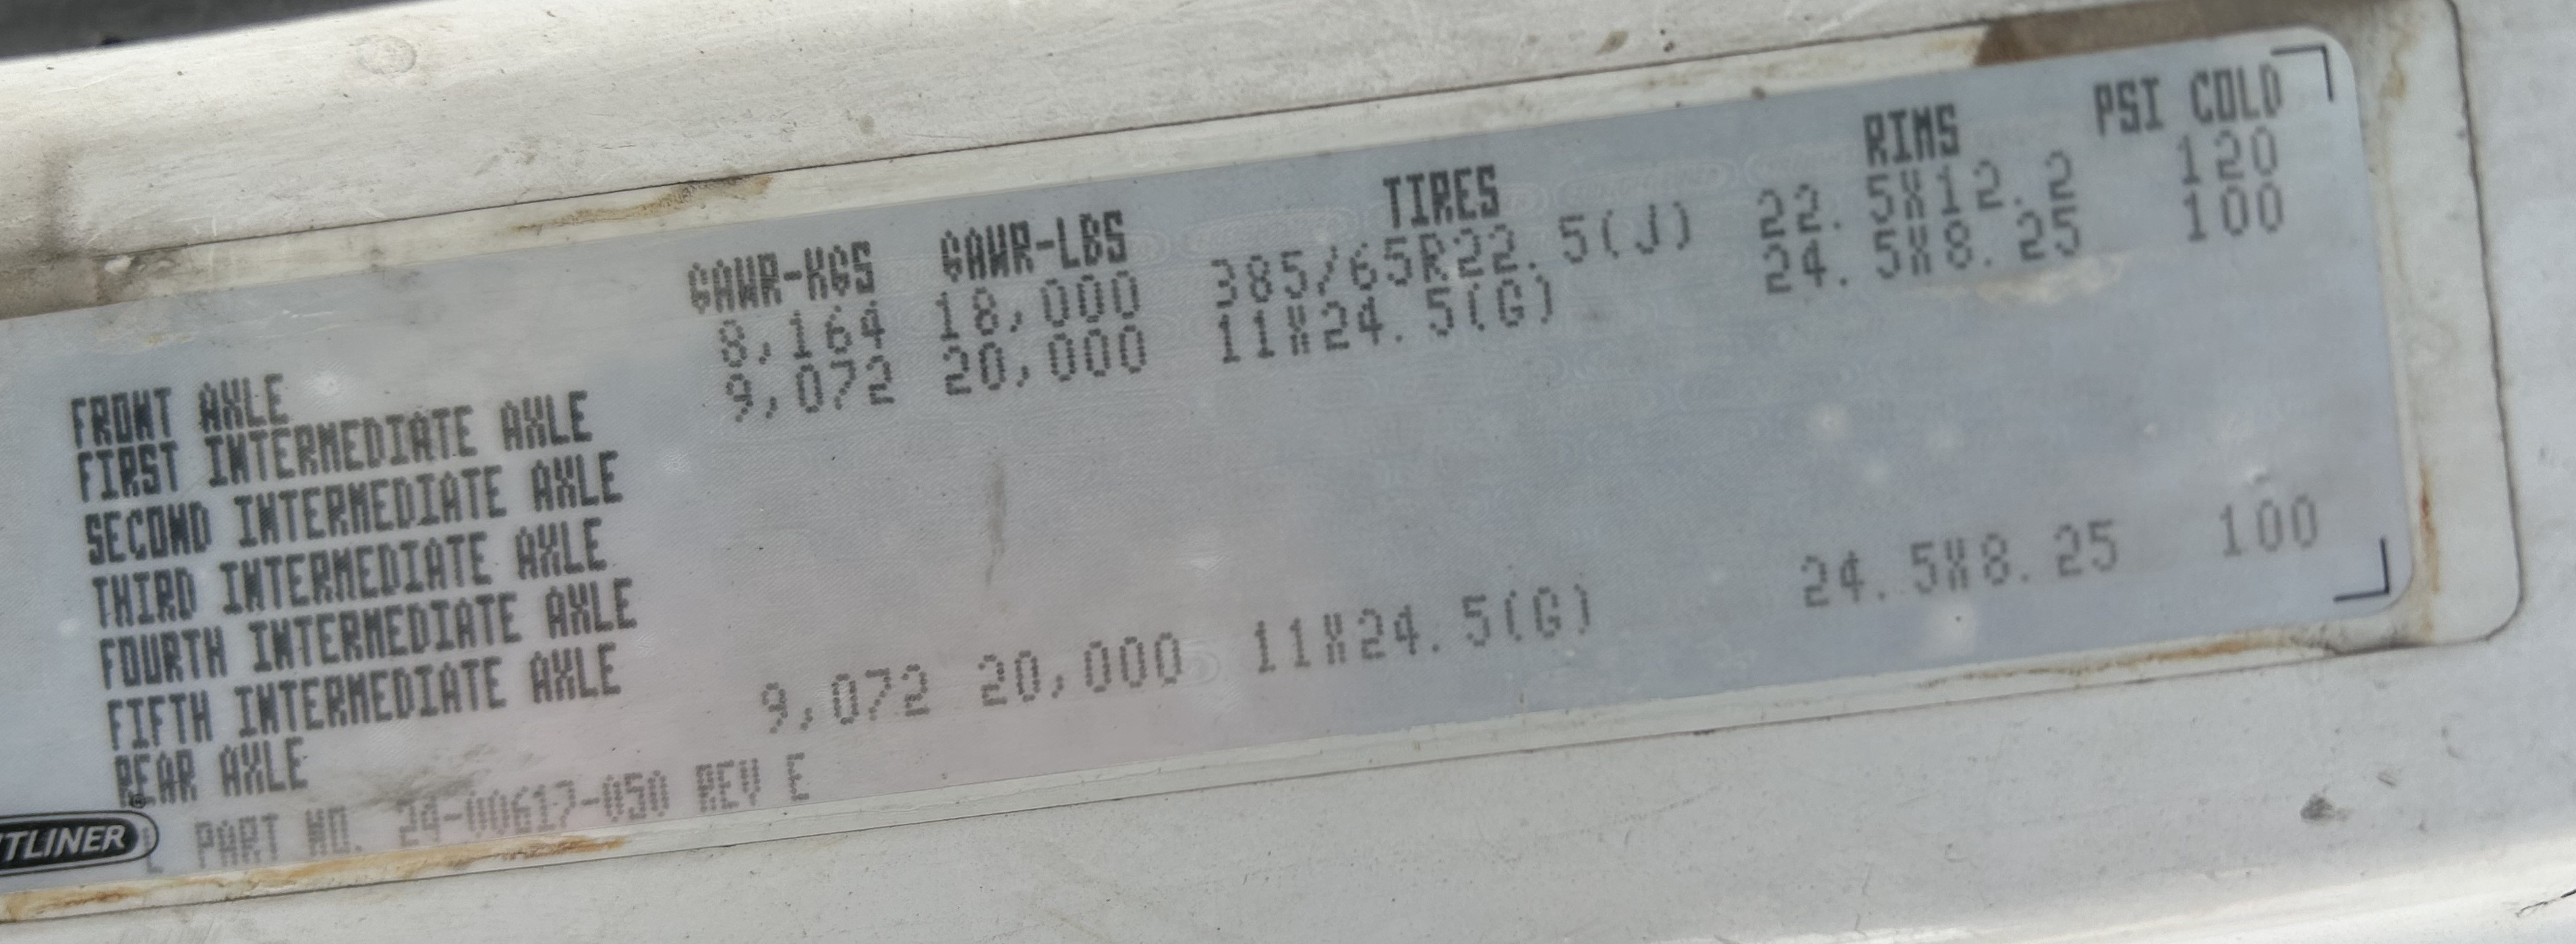 GAWR-KGS GAWR-LBS TIRES RIMS PSI COLD
FRONT AXLE 8,164 18,000 385/65R22.5(J) 22.5X12.2 120
FIRST INTERMEDIATE AXLE 9,072 20,000 11X24.5(G) 24.5X8.25 100
SECOND INTERMEDIATE AXLE
THIRD INTERMEDIATE AXLE
FOURTH INTERMEDIATE AXLE
FIFTH INTERMEDIATE AXLE
REAR AXLE 9,072 20,000 11X24.5(G) 24.5X8.25 100
TLINER PART NO. 24-00617-050 REV E